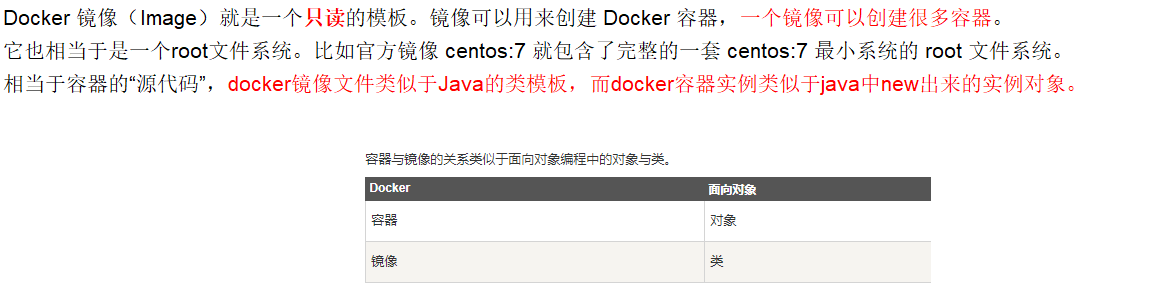 Docker 镜像（Image）就是一个只读的模板。镜像可以用来创建 Docker 容器，一个镜像可以创建很多容器。
它也相当于是一个root文件系统。比如官方镜像 centos:7 就包含了完整的一套 centos:7 最小系统的 root 文件系统。
相当于容器的“源代码”，docker镜像文件类似于Java的类模板，而docker容器实例类似于java中new出来的实例对象。
容器与镜像的关系类似于面向对象编程中的对象与类。
Docker 面向对象
容器 对象
镜像 类